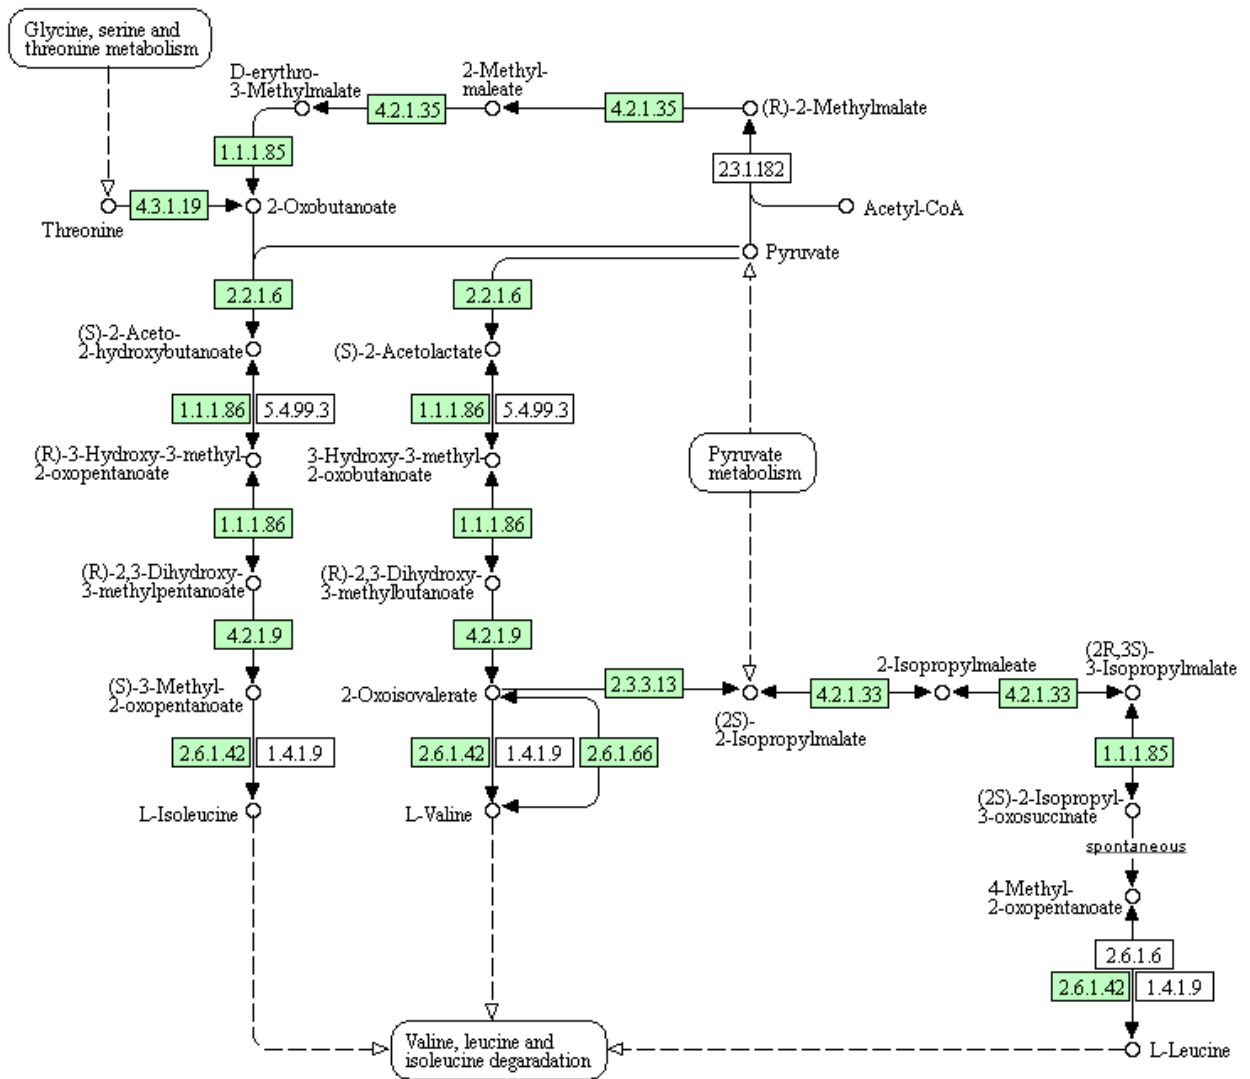 Glycine, serine and
threonine metabolism
D-erythro-
3-Methylmalate
2-Methyl-
maleate
4.2.1.35
4.2.1.35
(R)-2-Methylmalate
1.1.1.85
2.3.1.182
Threonine
4.3.1.19
2-Oxobutanoate
Acetyl-CoA
Pyruvate
2.2.1.6
2.2.1.6
(S)-2-Aceto-
2-hydroxybutanoate
(S)-2-Acetolactate
1.1.1.86
5.4.99.3
1.1.1.86
5.4.99.3
(R)-3-Hydroxy-3-methyl-
2-oxopentanoate
3-Hydroxy-3-methyl-
2-oxobutanoate
Pyruvate
metabolism
1.1.1.86
1.1.1.86
(R)-2,3-Dihydroxy-
3-methylpentanoate
(R)-2,3-Dihydroxy-
3-methylbutanoate
4.2.1.9
4.2.1.9
(S)-3-Methyl-
2-oxopentanoate
2-Oxoisovalerate
2.3.3.13
(2S)-
2-Isopropylmalate
4.2.1.33
2-Isopropylmaleate
4.2.1.33
(2R,3S)-
3-Isopropylmalate
2.6.1.42
1.4.1.9
2.6.1.42
1.4.1.9
2.6.1.66
1.1.1.85
L-Isoleucine
L-Valine
(2S)-2-Isopropyl-
3-oxosuccinate
spontaneous
4-Methyl-
2-oxopentanoate
2.6.1.6
2.6.1.42
1.4.1.9
Valine, leucine and
isoleucine degaradation
L-Leucine